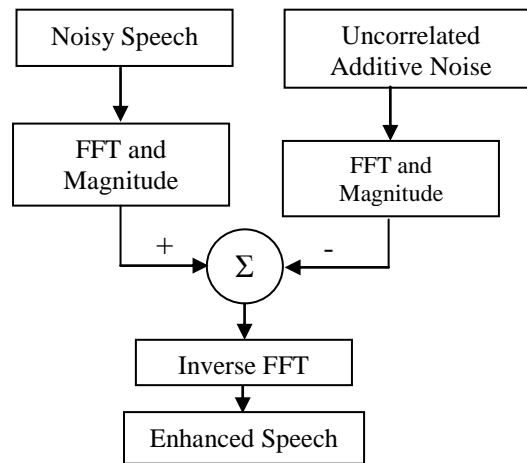 Noisy Speech
Uncorrelated
Additive Noise
FFT and
Magnitude
FFT and
Magnitude
+
-
Σ
Inverse FFT
Enhanced Speech